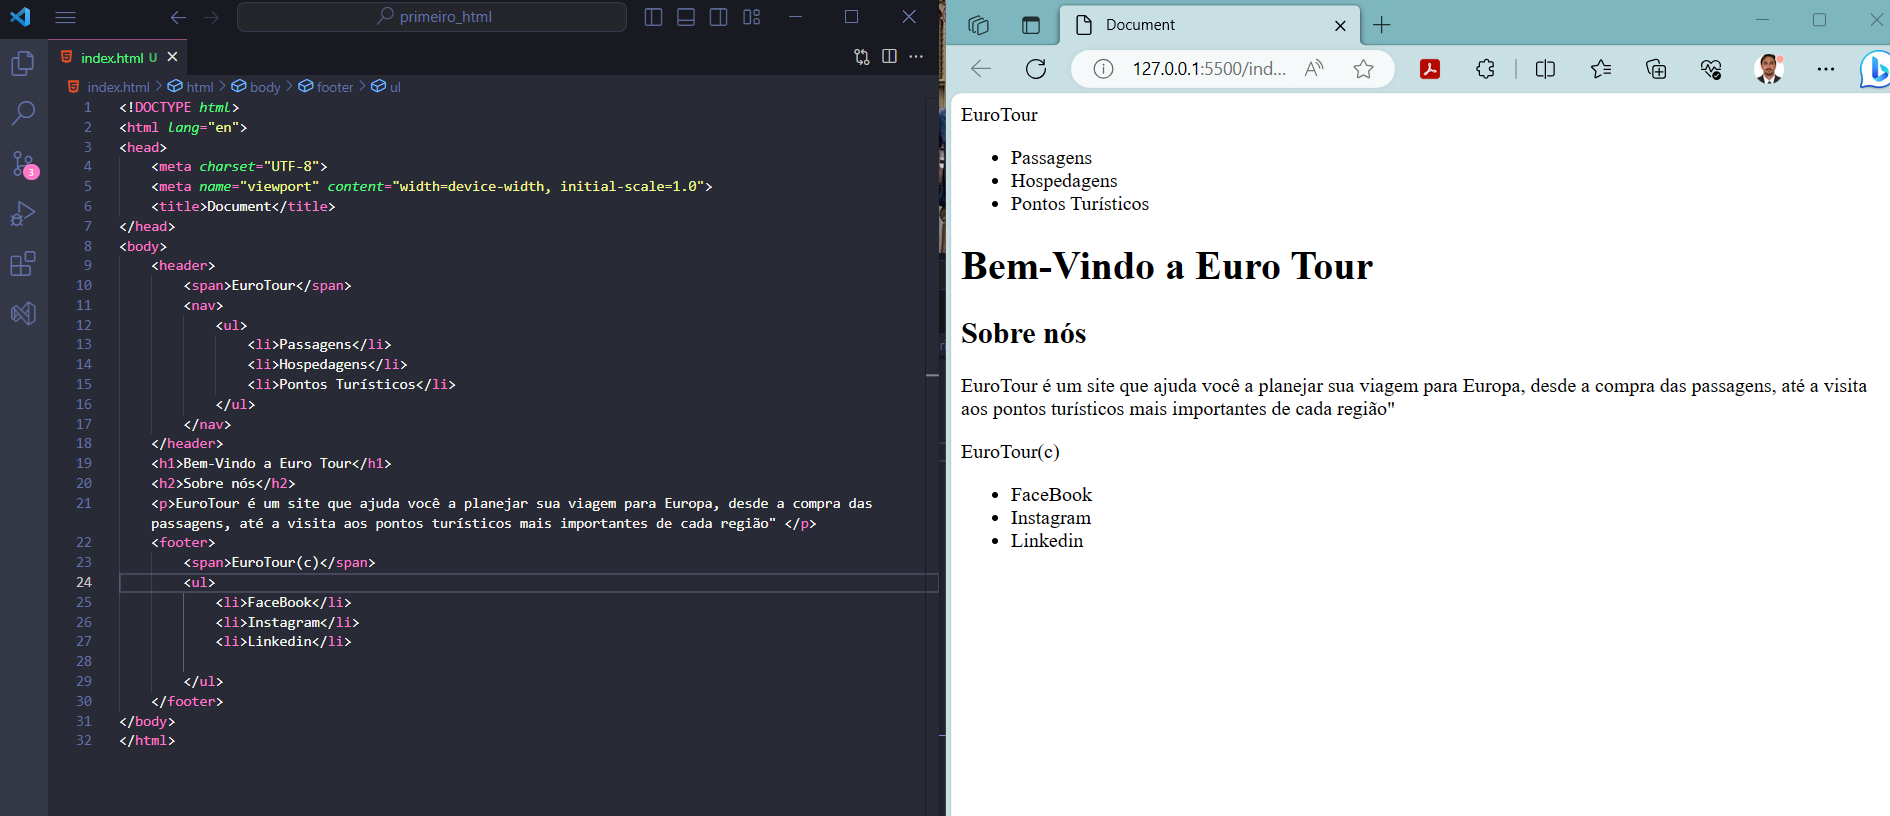 primeiro_html
index.html U
index.html > html > body > footer > ul
1 <!DOCTYPE html>
2 <html lang="en">
3 <head>
4 <meta charset="UTF-8">
5 <meta name="viewport" content="width=device-width, initial-scale=1.0">
6 <title>Document</title>
7 </head>
8 <body>
9 <header>
10 <span>EuroTour</span>
11 <nav>
12 <ul>
13 <li>Passagens</li>
14 <li>Hospedagens</li>
15 <li>Pontos Turísticos</li>
16 </ul>
17 </nav>
18 </header>
19 <h1>Bem-Vindo a Euro Tour</h1>
20 <h2>Sobre nós</h2>
21 <p>EuroTour é um site que ajuda você a planejar sua viagem para Europa, desde a compra das
passagens, até a visita aos pontos turísticos mais importantes de cada região" </p>
22 <footer>
23 <span>EuroTour(c)</span>
24 <ul>
25 <li>FaceBook</li>
26 <li>Instagram</li>
27 <li>Linkedin</li>
28
29 </ul>
30 </footer>
31 </body>
32 </html>
3
Document
127.0.0.1:5500/ind...
EuroTour
• Passagens
• Hospedagens
• Pontos Turísticos
Bem-Vindo a Euro Tour
Sobre nós
EuroTour é um site que ajuda você a planejar sua viagem para Europa, desde a compra das passagens, até a visita
aos pontos turísticos mais importantes de cada região"
EuroTour(c)
• FaceBook
• Instagram
• Linkedin